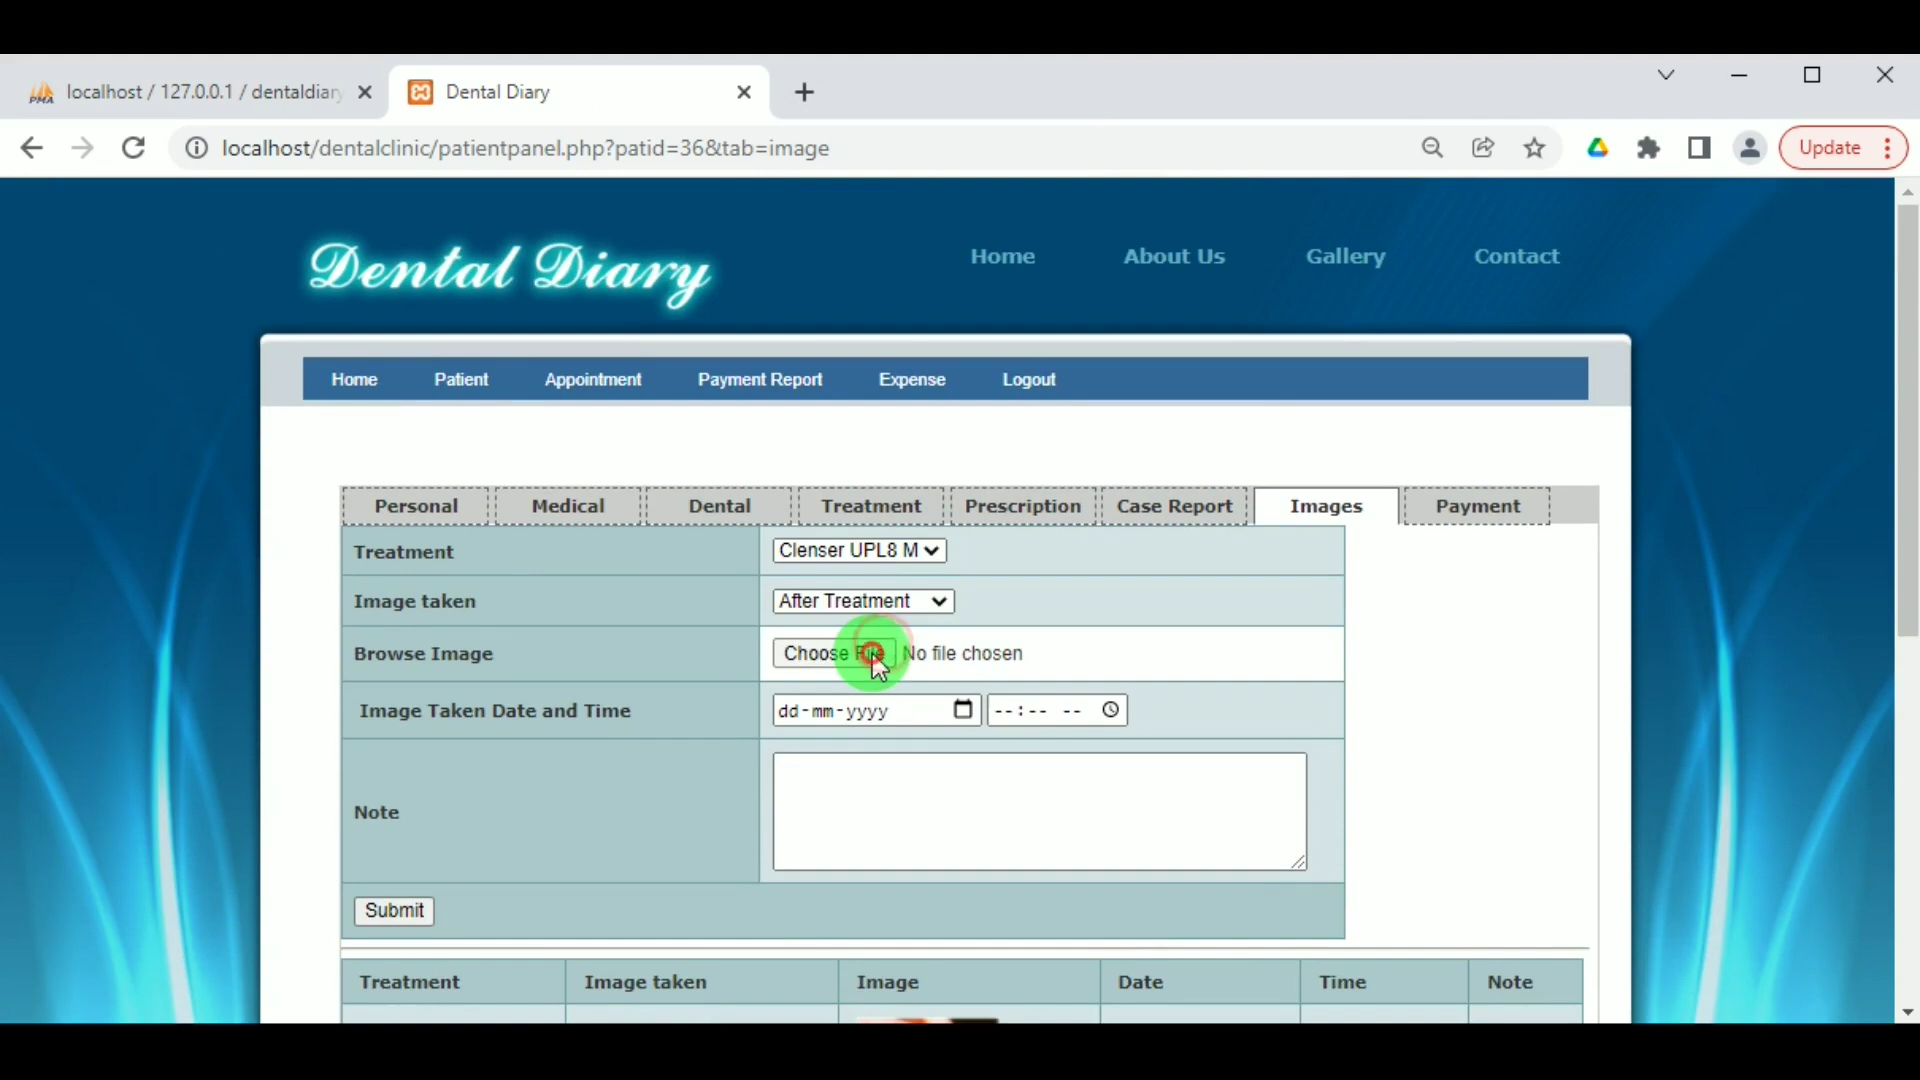 localhost / 127.0.0.1 / dentaldiary
Dental Diary
localhost/dentalclinic/patientpanel.php?patid=36&tab=image
Update
Dental Diary
Home About Us Gallery Contact
Home Patient Appointment Payment Report Expense Logout
Personal Medical Dental Treatment Prescription Case Report Images Payment
Treatment Clenser UPL8 M
Image taken After Treatment
Browse Image Choose File No file chosen
Image Taken Date and Time dd-mm-yyyy --:-- --
Note
Submit
Treatment Image taken Image Date Time Note